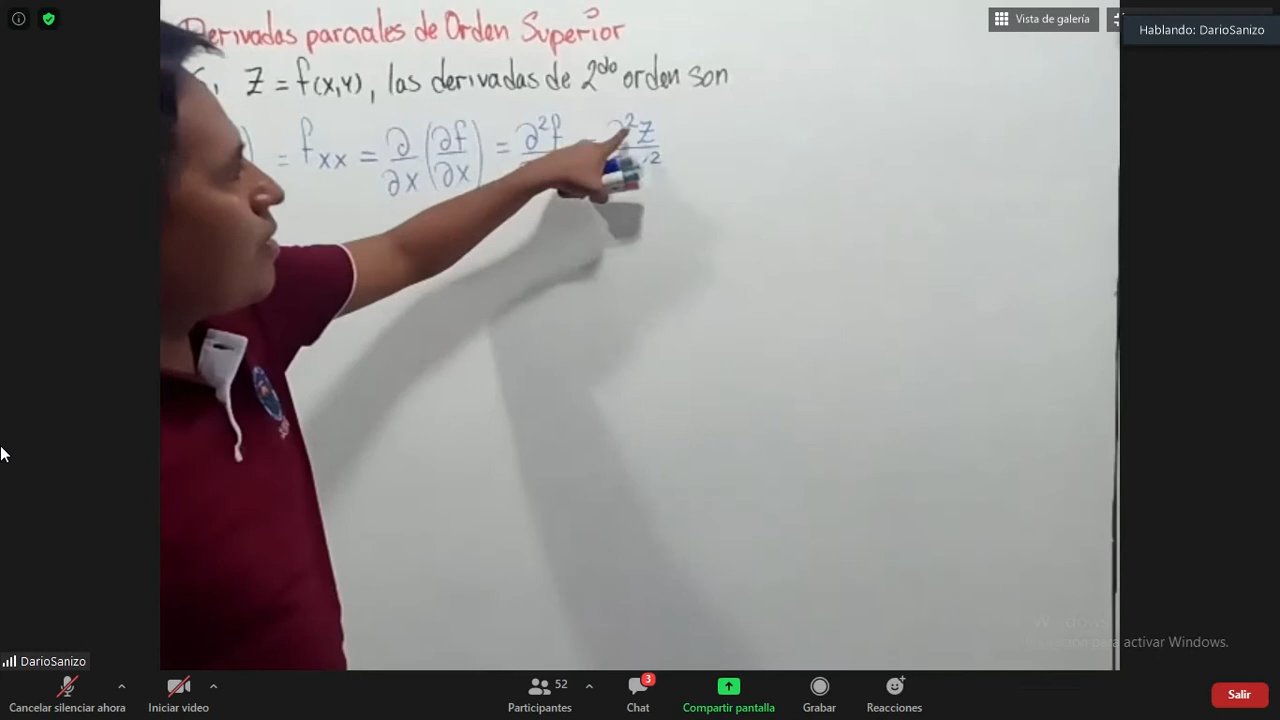 Vista de galería
Hablando: DarioSanizo
Derivadas parciales de Orden Superior
Z = f(x,y), las derivadas de 2do orden son
) = fxx = ∂/∂x (∂f/∂x) = ∂²f = ∂²Z
activar Windows.
DarioSanizo
52
3
Cancelar silenciar ahora
Iniciar video
Participantes
Chat
Compartir pantalla
Grabar
Reacciones
Salir